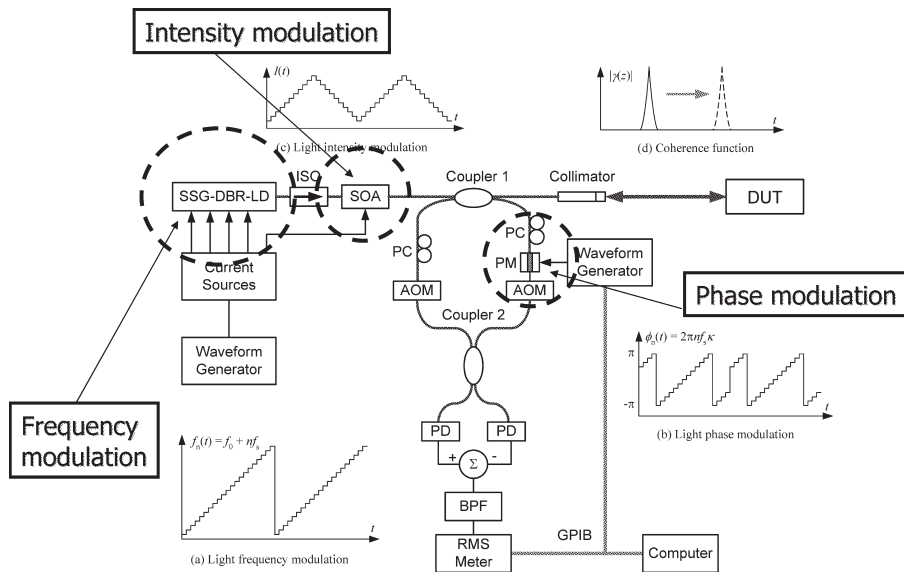 Intensity modulation
I(t)
t
(c) Light intensity modulation
|γ(z)|
t
(d) Coherence function
SSG-DBR-LD
ISO
SOA
Coupler 1
Collimator
DUT
PC
PC
PM
Waveform
Generator
Current
Sources
AOM
AOM
Phase modulation
Coupler 2
Waveform
Generator
ϕn(t) = 2πnfsκ
π
-π
t
(b) Light phase modulation
Frequency
modulation
fn(t) = f0 + nfs
t
(a) Light frequency modulation
PD
PD
+
Σ
-
BPF
RMS
Meter
GPIB
Computer